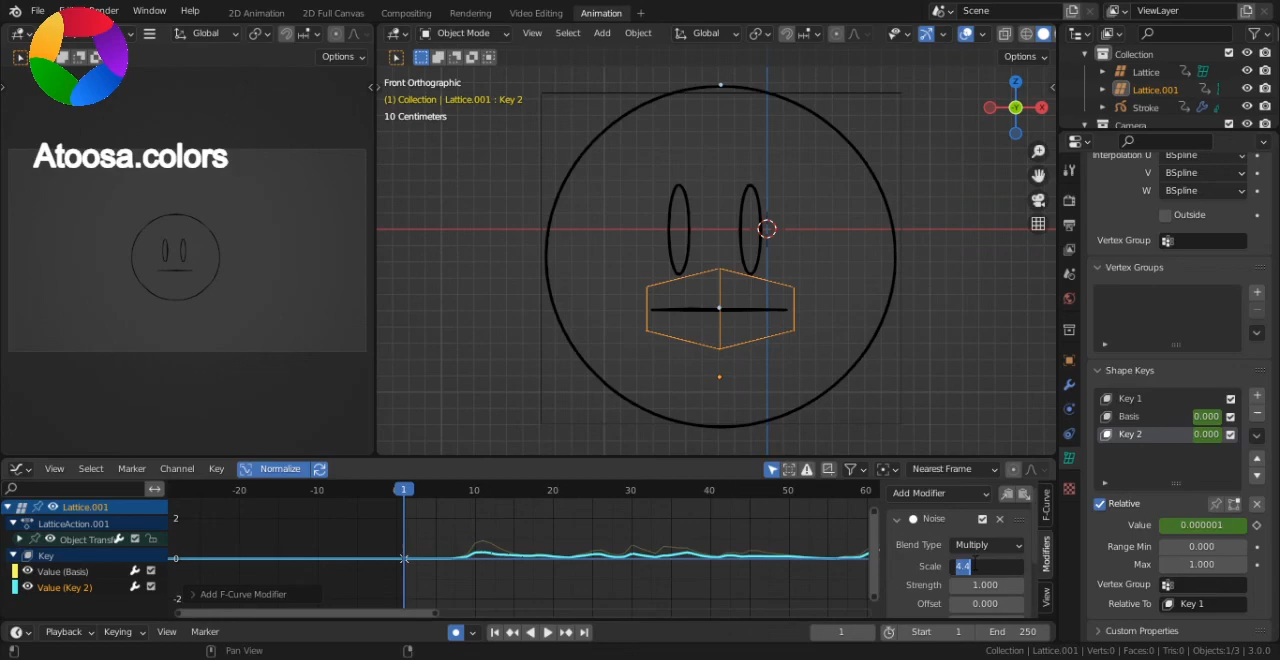 File Window Help 2D Animation 2D Full Canvas Compositing Rendering Video Editing Animation + Scene ViewLayer
Global Object Mode View Select Add Object Global
Options Options
Atoosa.colors
Front Orthographic
(1) Collection | Lattice.001 : Key 2
10 Centimeters
Z
X
Y
Collection
Lattice
Lattice.001
Stroke
Camera
Interpolation U BSpline
V BSpline
W BSpline
Outside
Vertex Group
Vertex Groups
Shape Keys
Key 1
Basis 0.000
Key 2 0.000
Relative
Value 0.000001
Range Min 0.000
Max 1.000
Vertex Group
Relative To Key 1
Custom Properties
View Select Marker Channel Key Normalize Nearest Frame
-20 -10 1 10 20 30 40 50 60
2
0
-2
Lattice.001
LatticeAction.001
Object Transf
Key
Value (Basis)
Value (Key 2)
Add F-Curve Modifier
Add Modifier
Noise
Blend Type Multiply
Scale 4.4
Strength 1.000
Offset 0.000
F-Curve
Modifiers
View
Playback Keying View Marker 1 Start 1 End 250
Pan View
Collection | Lattice.001 | Verts:0 | Faces:0 | Tris:0 | Objects:1/3 | 3.0.0